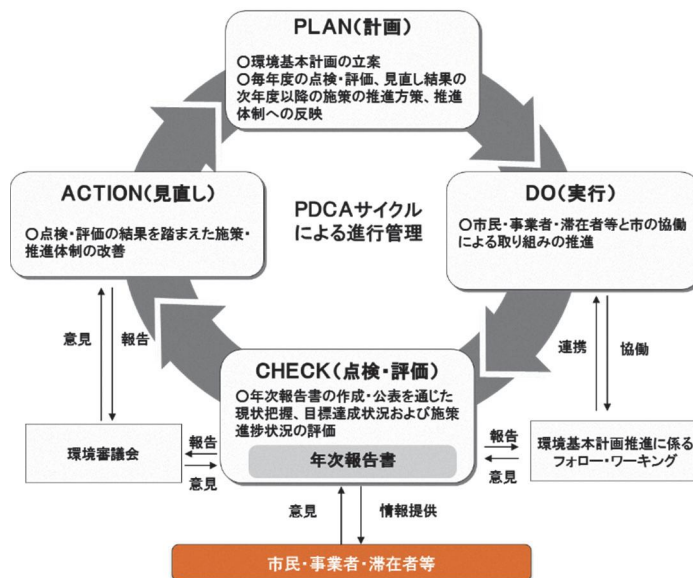 PLAN(計画)
○環境基本計画の立案
○毎年度の点検・評価、見直し結果の
次年度以降の施策の推進方策、推進
体制への反映
ACTION(見直し)
○点検・評価の結果を踏まえた施策・
推進体制の改善
PDCAサイクル
による進行管理
DO(実行)
○市民・事業者・滞在者等と市の協働
による取り組みの推進
意見
報告
連携
協働
CHECK(点検・評価)
○年次報告書の作成・公表を通じた
現状把握、目標達成状況および施策
進捗状況の評価
年次報告書
環境審議会
報告
意見
報告
意見
環境基本計画推進に係る
フォロー・ワーキング
意見
情報提供
市民・事業者・滞在者等